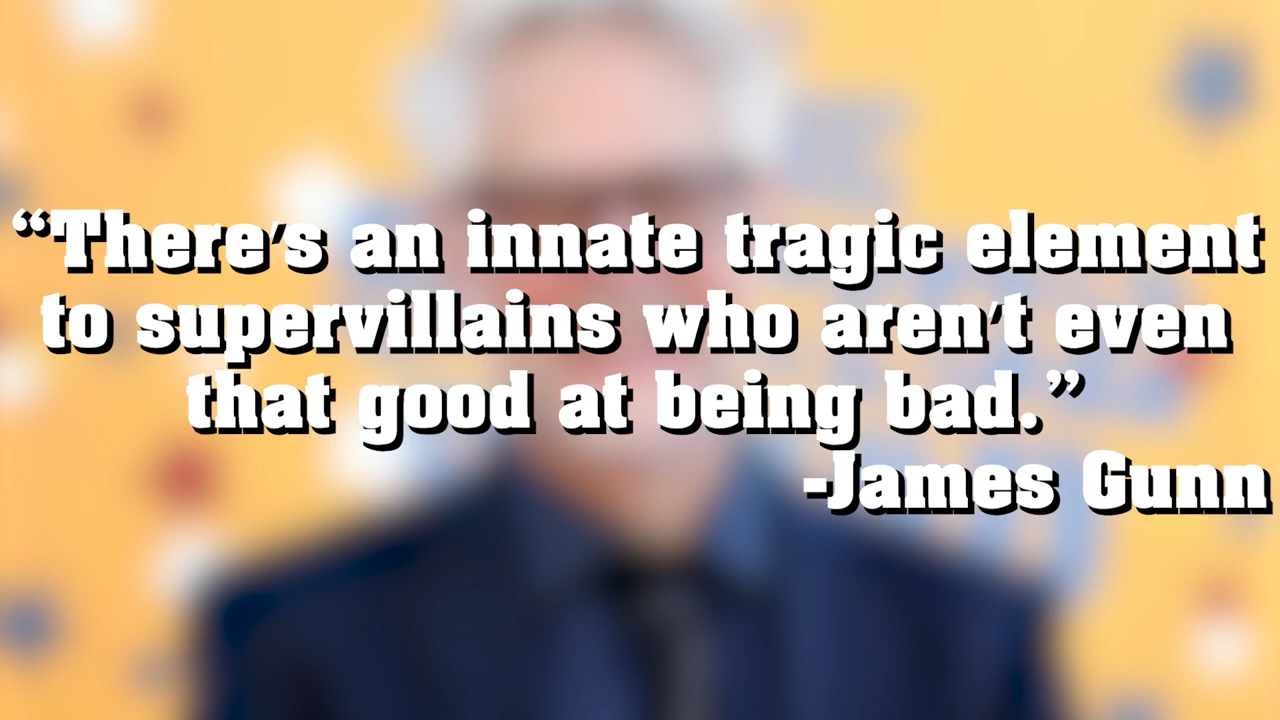 “There's an innate tragic element
to supervillains who aren't even
that good at being bad.”
-James Gunn